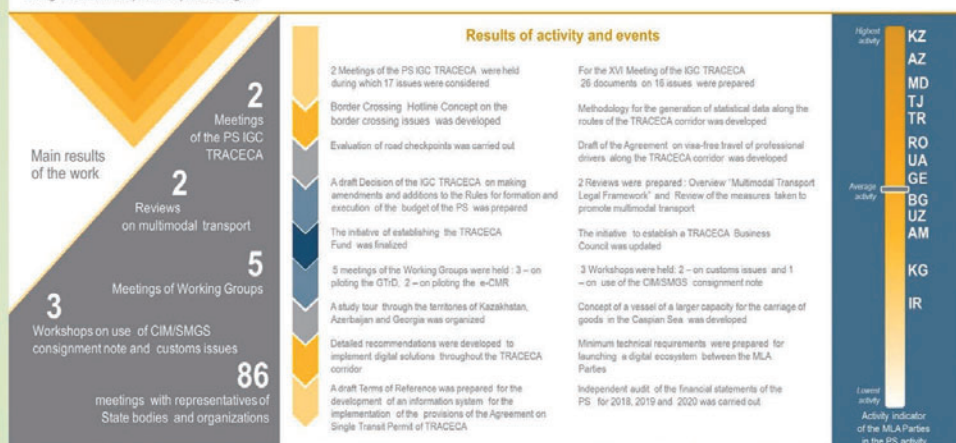 2
Meetings
of the PS IGC
TRACECA
Main results
of the work
2
Reviews
on multimodal transport
5
Meetings of Working Groups
3
Workshops on use of CIM/SMGS
consignment note and customs issues
86
meetings with representatives of
State bodies and organizations
Results of activity and events
2 Meetings of the PS IGC TRACECA were held
during which 17 issues were considered
Border Crossing Hotline Concept on the
border crossing issues was developed
Evaluation of road checkpoints was carried out
A draft Decision of the IGC TRACECA on making
amendments and additions to the Rules for formation and
execution of the budget of the PS was prepared
The initiative of establishing the TRACECA
Fund was finalized
5 meetings of the Working Groups were held : 3 – on
piloting the GTrD, 2 – on piloting the e-CMR
A study tour through the territories of Kazakhstan,
Azerbaijan and Georgia was organized
Detailed recommendations were developed to
implement digital solutions throughout the TRACECA
corridor
A draft Terms of Reference was prepared for the
development of an information system for the
implementation of the provisions of the Agreement on
Single Transit Permit of TRACECA
For the XVI Meeting of the IGC TRACECA
26 documents on 16 issues were prepared
Methodology for the generation of statistical data along the
routes of the TRACECA corridor was developed
Draft of the Agreement on visa-free travel of professional
drivers along the TRACECA corridor was developed
2 Reviews were prepared : Overview "Multimodal Transport
Legal Framework" and Review of the measures taken to
promote multimodal transport
The initiative to establish a TRACECA Business
Council was updated
3 Workshops were held: 2 – on customs issues and 1
– on use of the CIM/SMGS consignment note
Concept of a vessel of a larger capacity for the carriage of
goods in the Caspian Sea was developed
Minimum technical requirements were prepared for
launching a digital ecosystem between the MLA
Parties
Independent audit of the financial statements of the
PS for 2018, 2019 and 2020 was carried out
Highest
activity
KZ
AZ
MD
TJ
TR
RO
UA
GE
Average
activity
BG
UZ
AM
KG
IR
Lowest
activity
Activity indicator
of the MLA Parties
in the PS activity